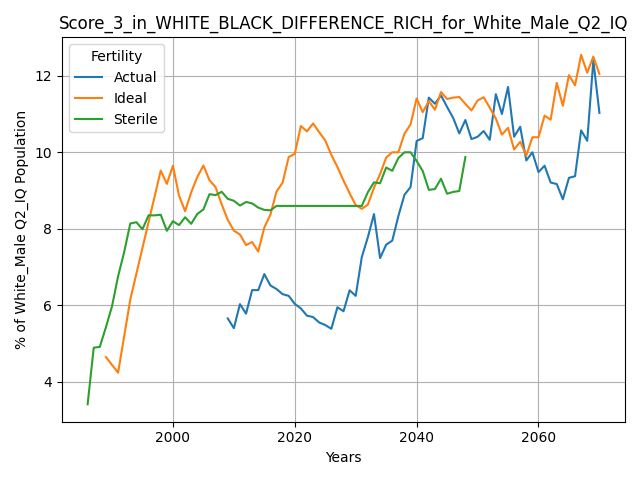 Score_3_in_WHITE_BLACK_DIFFERENCE_RICH_for_White_Male_Q2_IQ
Fertility
Actual
Ideal
Sterile
% of White_Male Q2_IQ Population
12
10
8
6
4
2000 2020 2040 2060
Years